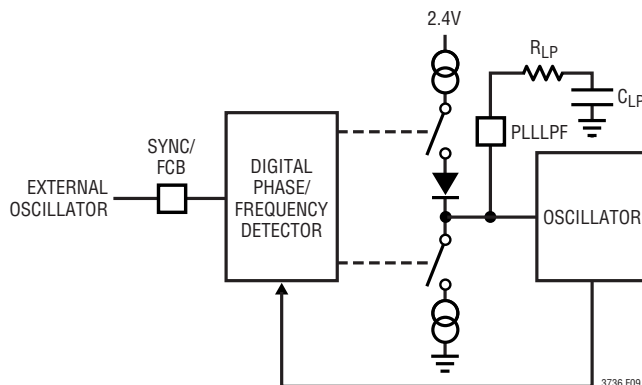 2.4V
R_LP
C_LP
PLLLPF
SYNC/
FCB
DIGITAL
PHASE/
FREQUENCY
DETECTOR
EXTERNAL
OSCILLATOR
OSCILLATOR
3736 F09